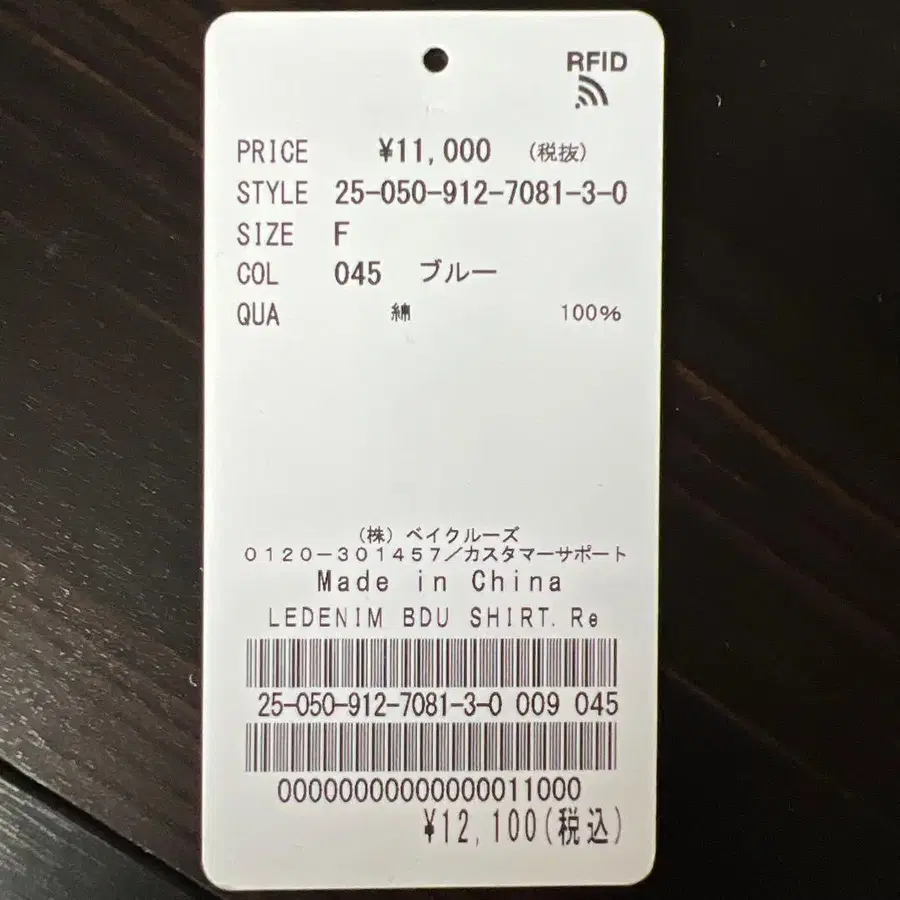 RFID
PRICE ¥11,000 (税抜)
STYLE 25-050-912-7081-3-0
SIZE F
COL 045 ブルー
QUA 綿 100%
(株) ベイクルーズ
0120-301457/カスタマーサポート
Made in China
LEDENIM BDU SHIRT. Re
25-050-912-7081-3-0 009 045
00000000000000011000
¥12,100(税込)